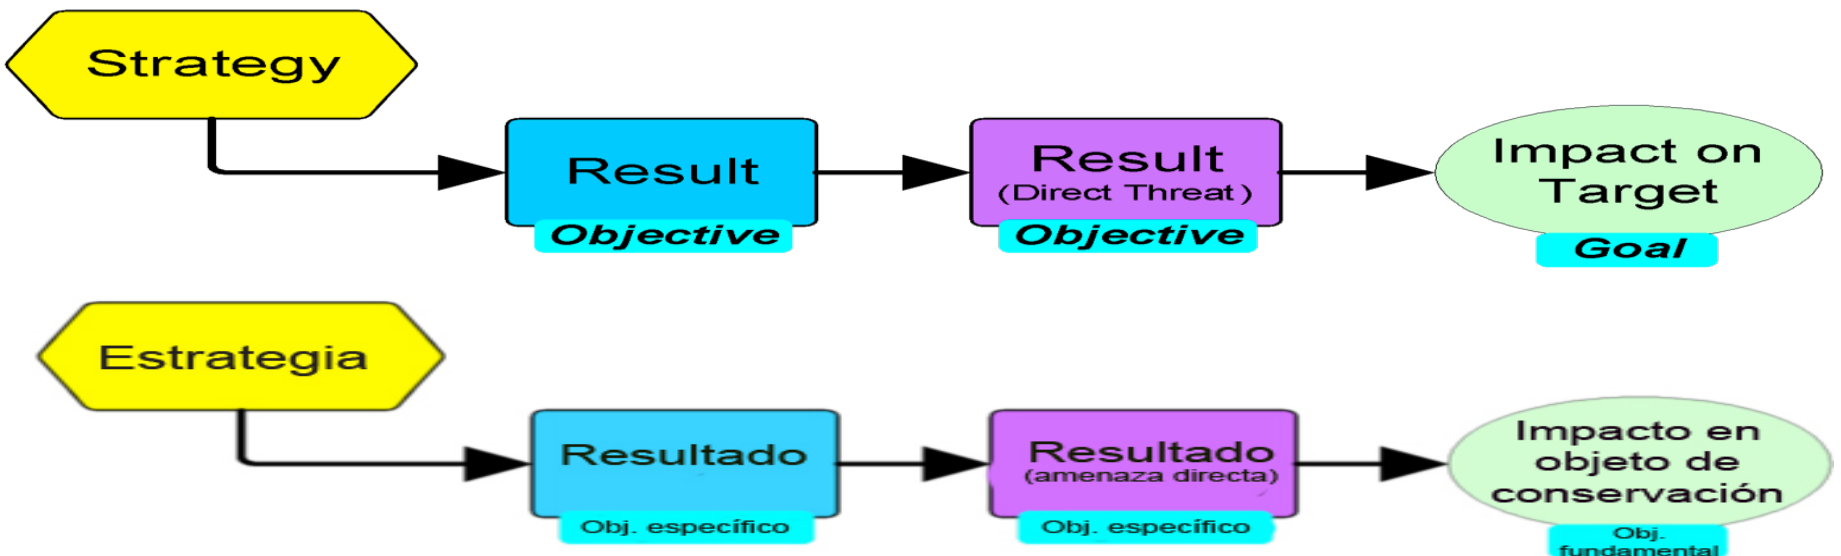 Strategy
Result
Objective
Result
(Direct Threat)
Objective
Impact on
Target
Goal
Estrategia
Resultado
Obj. específico
Resultado
(amenaza directa)
Obj. específico
Impacto en
objeto de
conservación
Obj.
fundamental